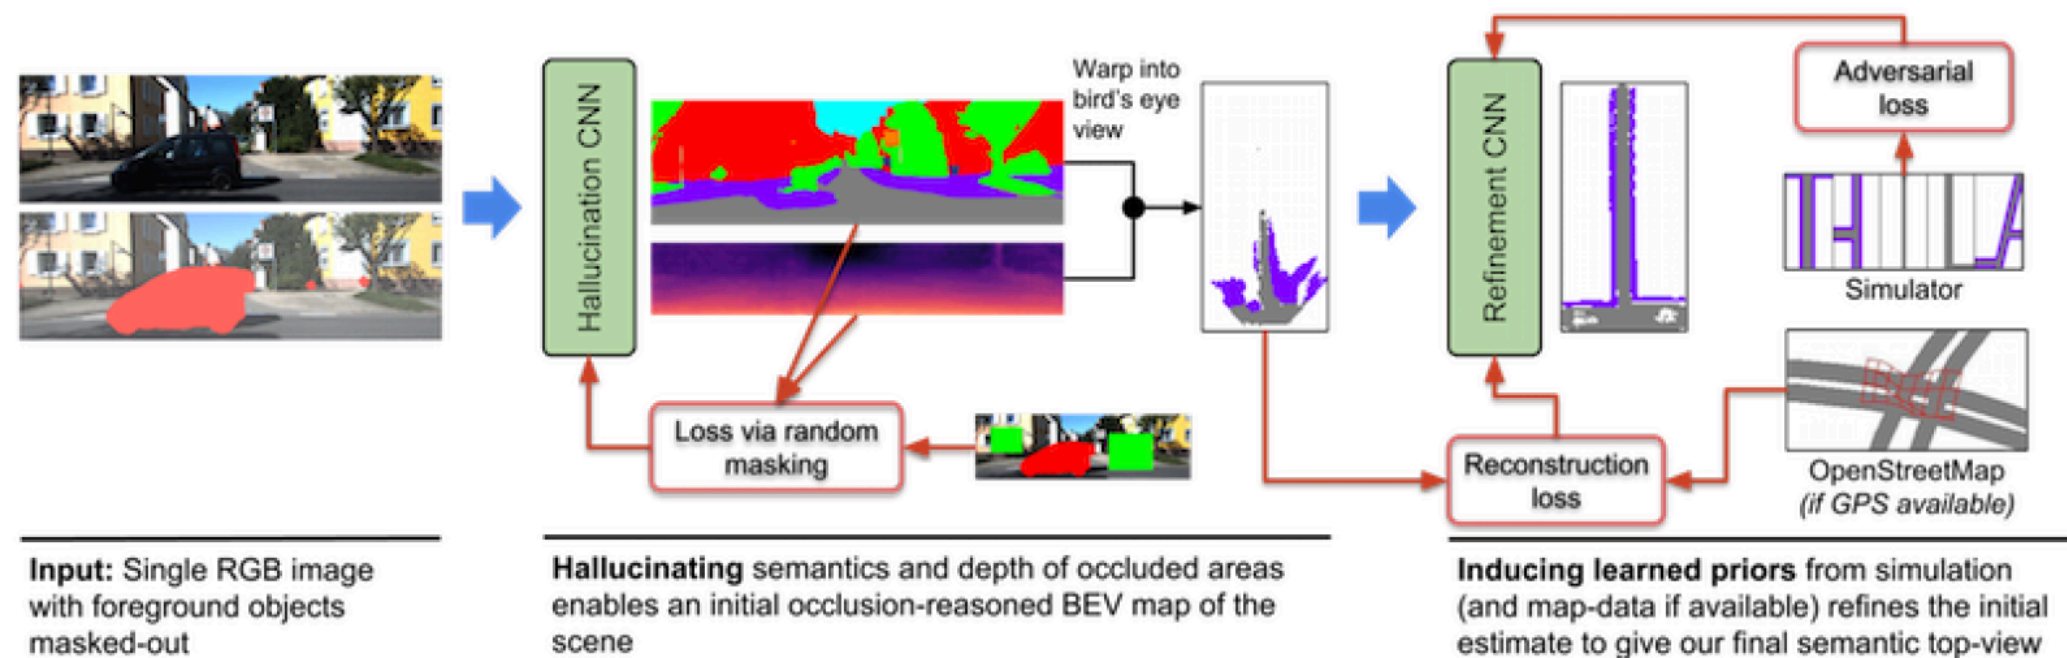 Hallucination CNN
Warp into
bird's eye
view
Loss via random
masking
Refinement CNN
Adversarial
loss
Simulator
Reconstruction
loss
OpenStreetMap
(if GPS available)
Input: Single RGB image
with foreground objects
masked-out
Hallucinating semantics and depth of occluded areas
enables an initial occlusion-reasoned BEV map of the
scene
Inducing learned priors from simulation
(and map-data if available) refines the initial
estimate to give our final semantic top-view